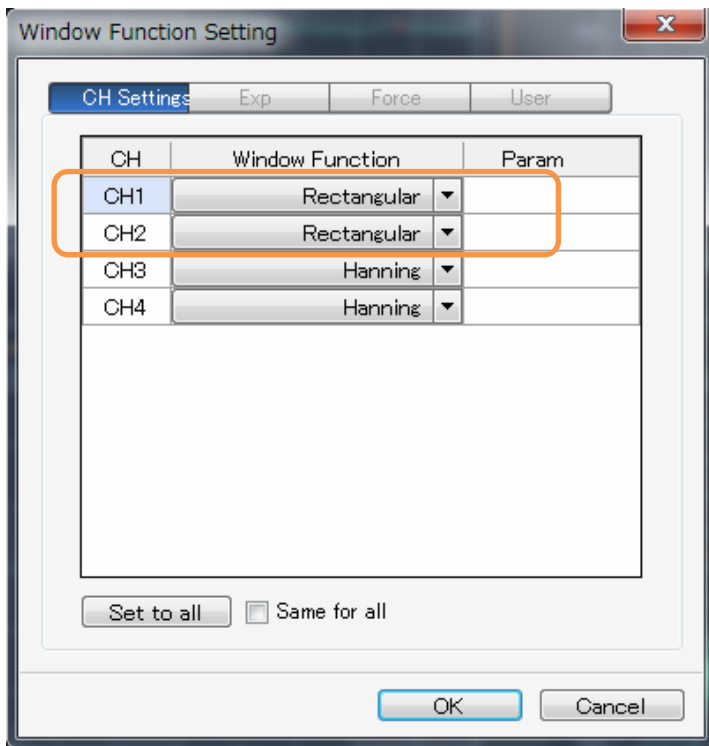 Window Function Setting
CH Settings Exp Force User
CH Window Function Param
CH1 Rectangular
CH2 Rectangular
CH3 Hanning
CH4 Hanning
Set to all Same for all
OK Cancel